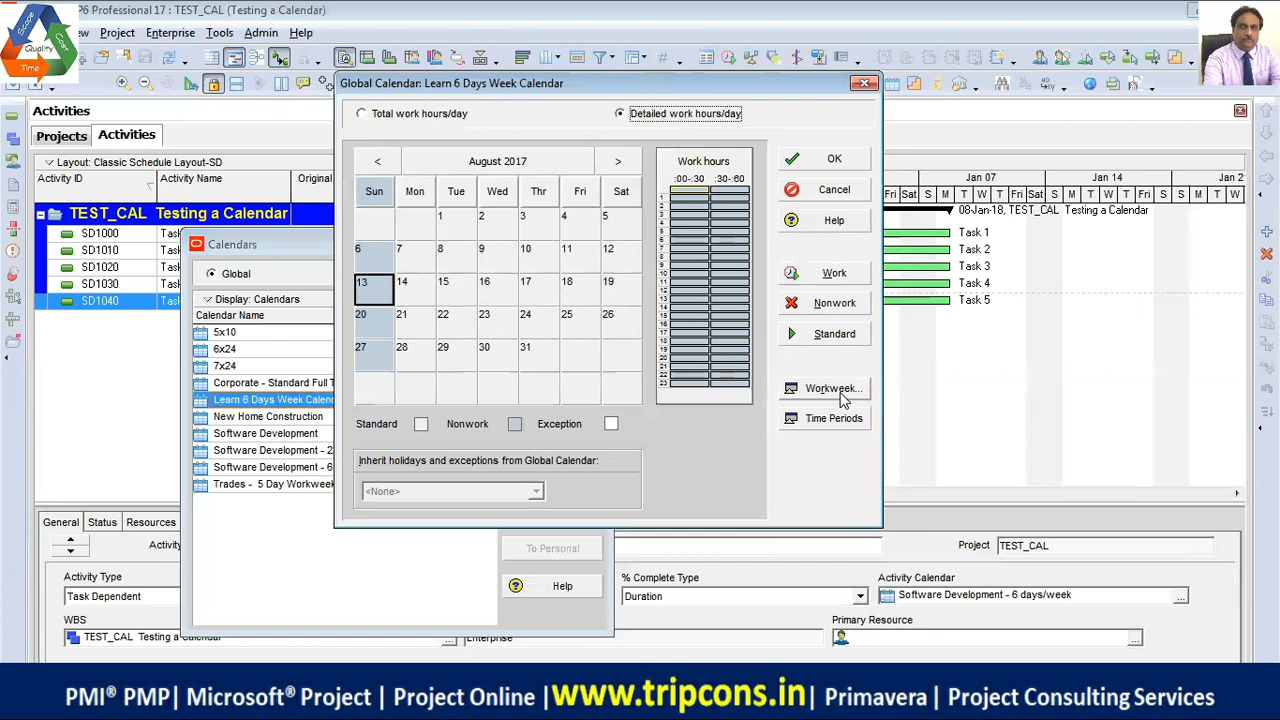 Scope
Quality
Cost
Time
P6 Professional 17 : TEST_CAL (Testing a Calendar)
Project Enterprise Tools Admin Help
Activities
Projects Activities
Layout: Classic Schedule Layout-SD
Activity ID Activity Name Original
TEST_CAL Testing a Calendar
SD1000
SD1010
SD1020
SD1030
SD1040
Calendars
Global
Display: Calendars
Calendar Name
5x10
6x24
7x24
Corporate - Standard Full T
Learn 6 Days Week Calend
New Home Construction
Software Development
Software Development - 2
Software Development - 6
Trades - 5 Day Workweek
To Personal
Help
Global Calendar: Learn 6 Days Week Calendar
Total work hours/day Detailed work hours/day
< August 2017 >
Sun Mon Tue Wed Thr Fri Sat
1 2 3 4 5
6 7 8 9 10 11 12
13 14 15 16 17 18 19
20 21 22 23 24 25 26
27 28 29 30 31
Standard Nonwork Exception
Inherit holidays and exceptions from Global Calendar:
<None>
Work hours
:00-:30 :30-:60
OK
Cancel
Help
Work
Nonwork
Standard
Workweek...
Time Periods
Jan 07 Jan 14 Jan 2
Fri Sat S M T W T Fri Sat S M T W T Fri Sat S M
08-Jan-18, TEST_CAL Testing a Calendar
Task 1
Task 2
Task 3
Task 4
Task 5
General Status Resources
Project TEST_CAL
Activity Type % Complete Type Activity Calendar
Task Dependent Duration Software Development - 6 days/week
WBS Primary Resource
TEST_CAL Testing a Calendar Enterprise
PMI® PMP| Microsoft® Project | Project Online |www.tripcons.in| Primavera | Project Consulting Services